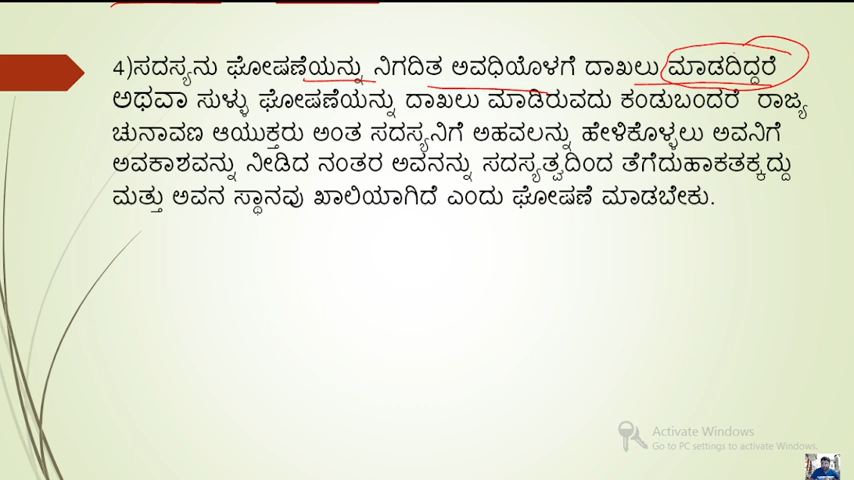 4)ಸದಸ್ಯನು ಘೋಷಣೆಯನ್ನು ನಿಗದಿತ ಅವಧಿಯೊಳಗೆ ದಾಖಲು ಮಾಡದಿದ್ದರೆ
ಅಥವಾ ಸುಳ್ಳು ಘೋಷಣೆಯನ್ನು ದಾಖಲು ಮಾಡಿರುವದು ಕಂಡುಬಂದರೆ ರಾಜ್ಯ
ಚುನಾವಣ ಆಯುಕ್ತರು ಅಂತ ಸದಸ್ಯನಿಗೆ ಅಹವಲನ್ನು ಹೇಳಿಕೊಳ್ಳಲು ಅವನಿಗೆ
ಅವಕಾಶವನ್ನು ನೀಡಿದ ನಂತರ ಅವನನ್ನು ಸದಸ್ಯತ್ವದಿಂದ ತೆಗೆದುಹಾಕತಕ್ಕದ್ದು
ಮತ್ತು ಅವನ ಸ್ಥಾನವು ಖಾಲಿಯಾಗಿದೆ ಎಂದು ಘೋಷಣೆ ಮಾಡಬೇಕು.
Activate Windows
Go to PC settings to activate Windows.